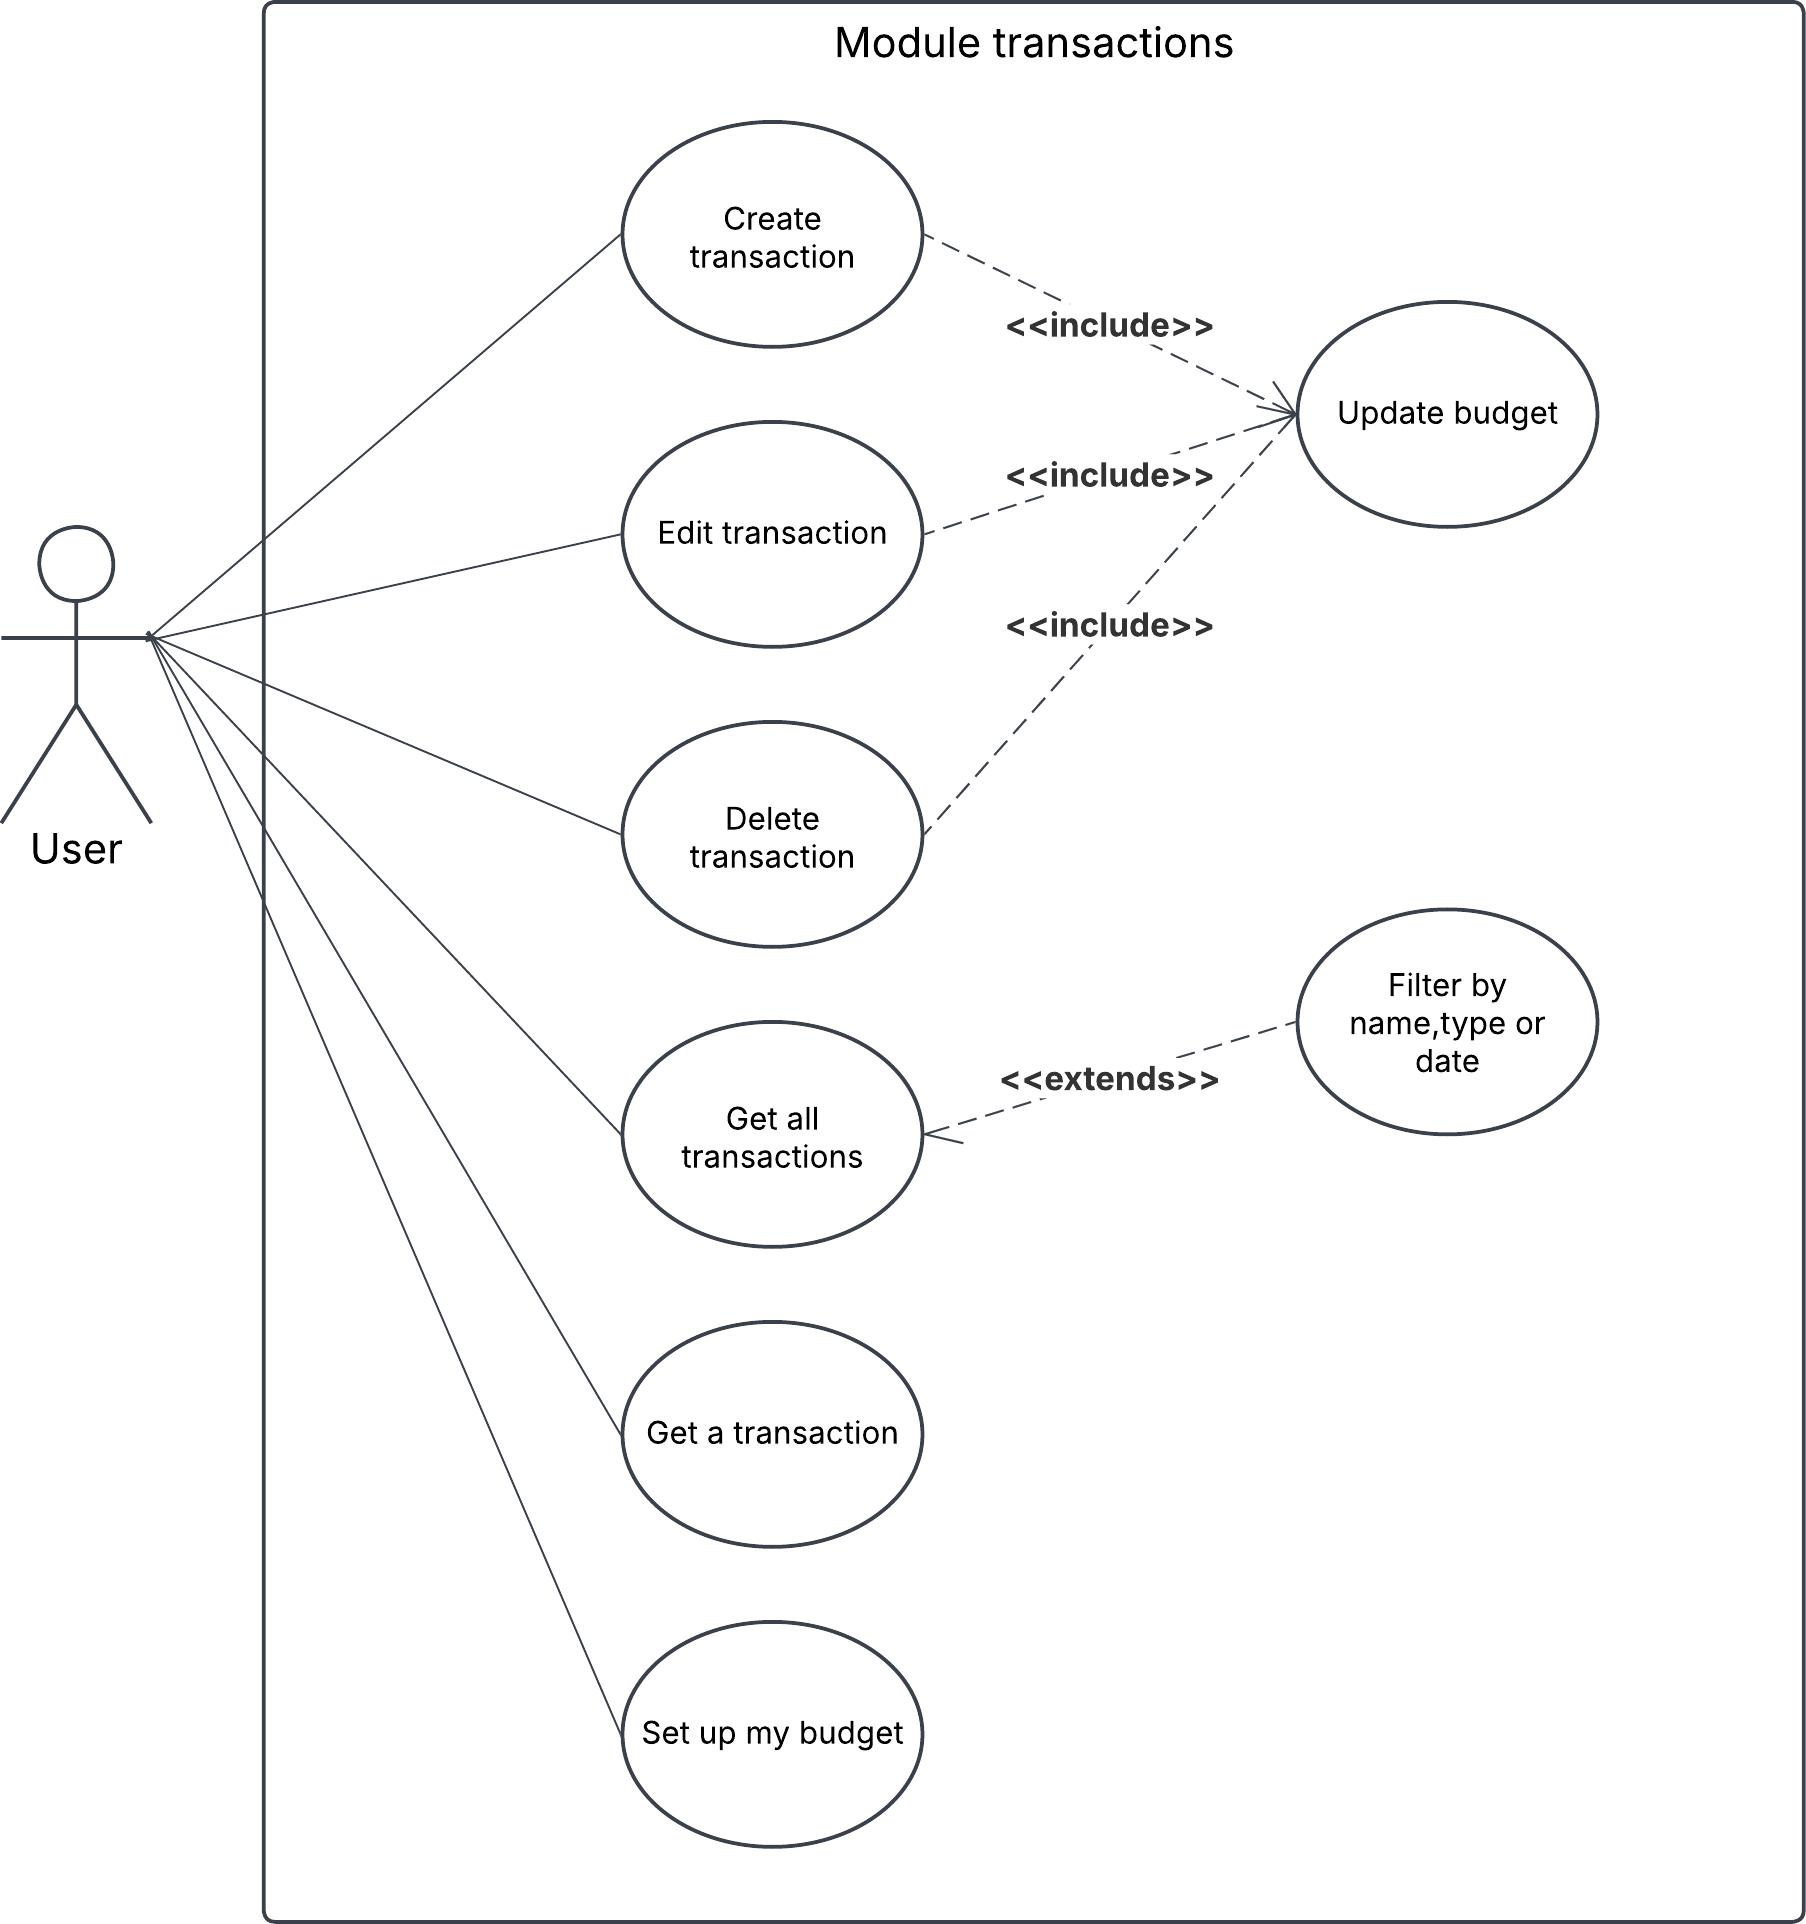 Module transactions
Create
transaction
<<include>>
Update budget
<<include>>
Edit transaction
<<include>>
User
Delete
transaction
Filter by
name,type or
date
<<extends>>
Get all
transactions
Get a transaction
Set up my budget